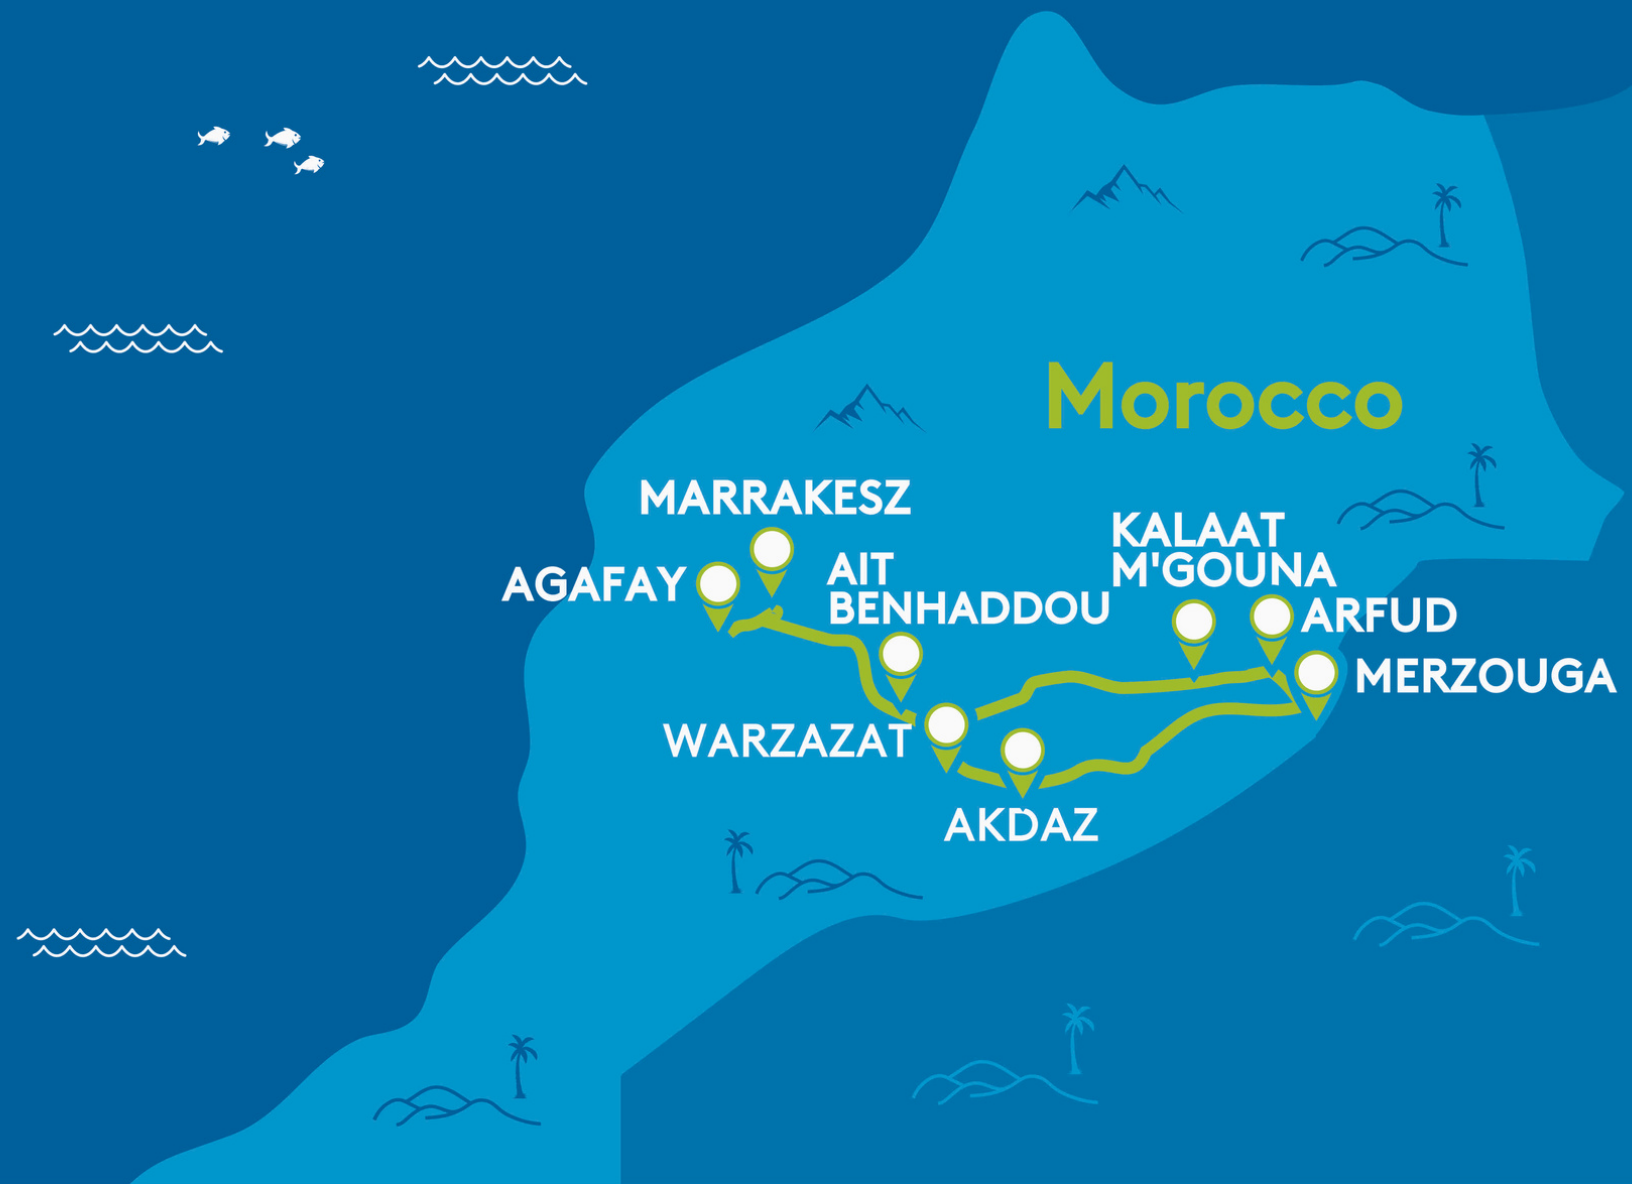 Morocco
MARRAKESZ
AGAFAY
AIT
BENHADDOU
KALAAT
M'GOUNA
ARFUD
MERZOUGA
WARZAZAT
AKDAZ